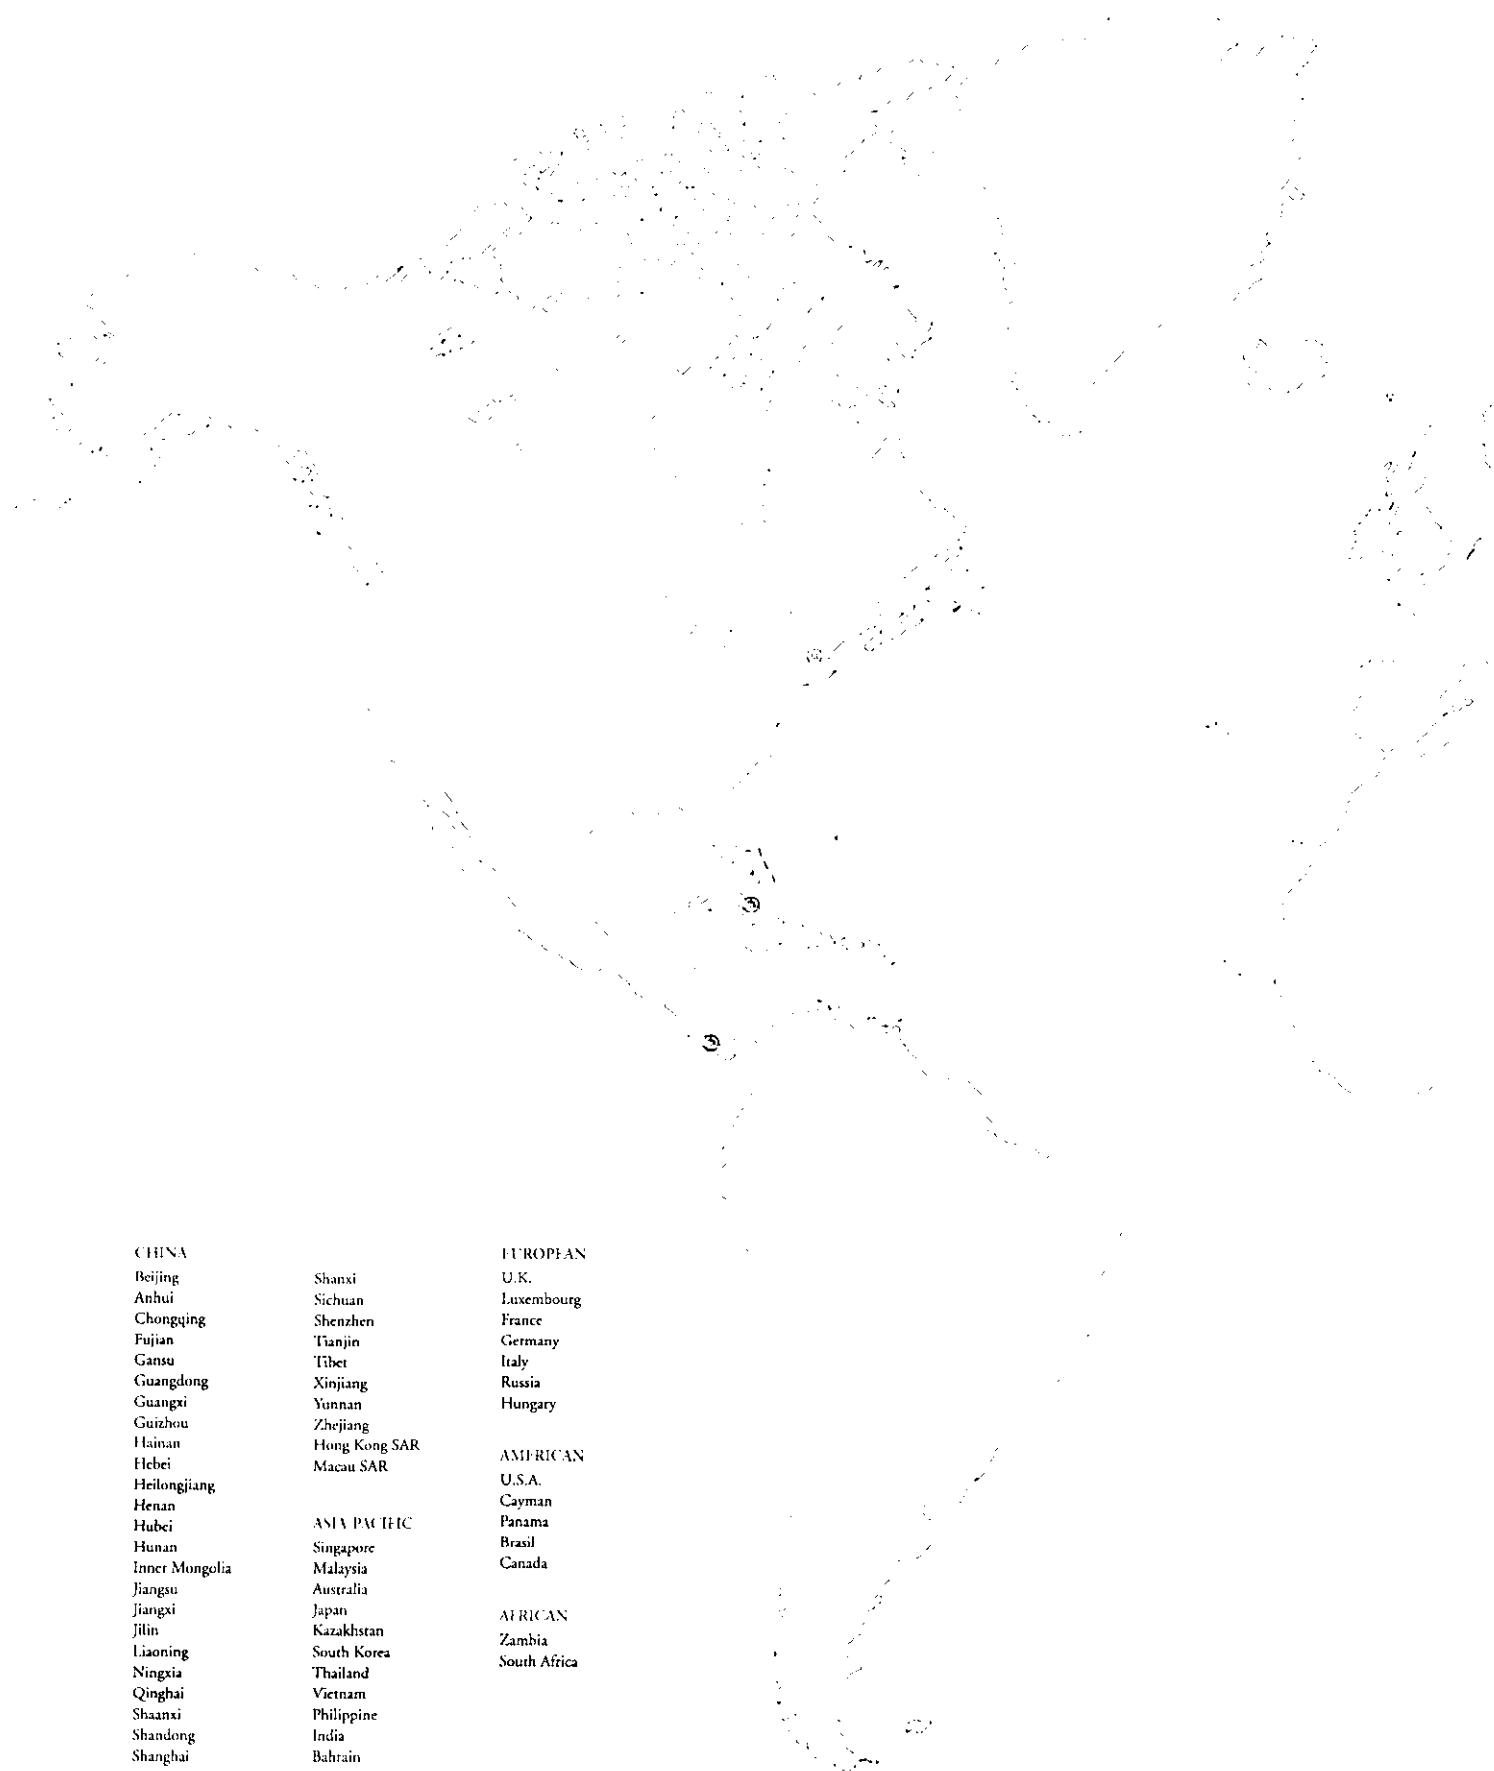 CHINA
Beijing
Anhui
Chongqing
Fujian
Gansu
Guangdong
Guangxi
Guizhou
Hainan
Hebei
Heilongjiang
Henan
Hubei
Hunan
Inner Mongolia
Jiangsu
Jiangxi
Jilin
Liaoning
Ningxia
Qinghai
Shaanxi
Shandong
Shanghai
Shanxi
Sichuan
Shenzhen
Tianjin
Tibet
Xinjiang
Yunnan
Zhejiang
Hong Kong SAR
Macau SAR
ASIA PACIFIC
Singapore
Malaysia
Australia
Japan
Kazakhstan
South Korea
Thailand
Vietnam
Philippine
India
Bahrain
EUROPEAN
U.K.
Luxembourg
France
Germany
Italy
Russia
Hungary
AMERICAN
U.S.A.
Cayman
Panama
Brasil
Canada
AFRICAN
Zambia
South Africa